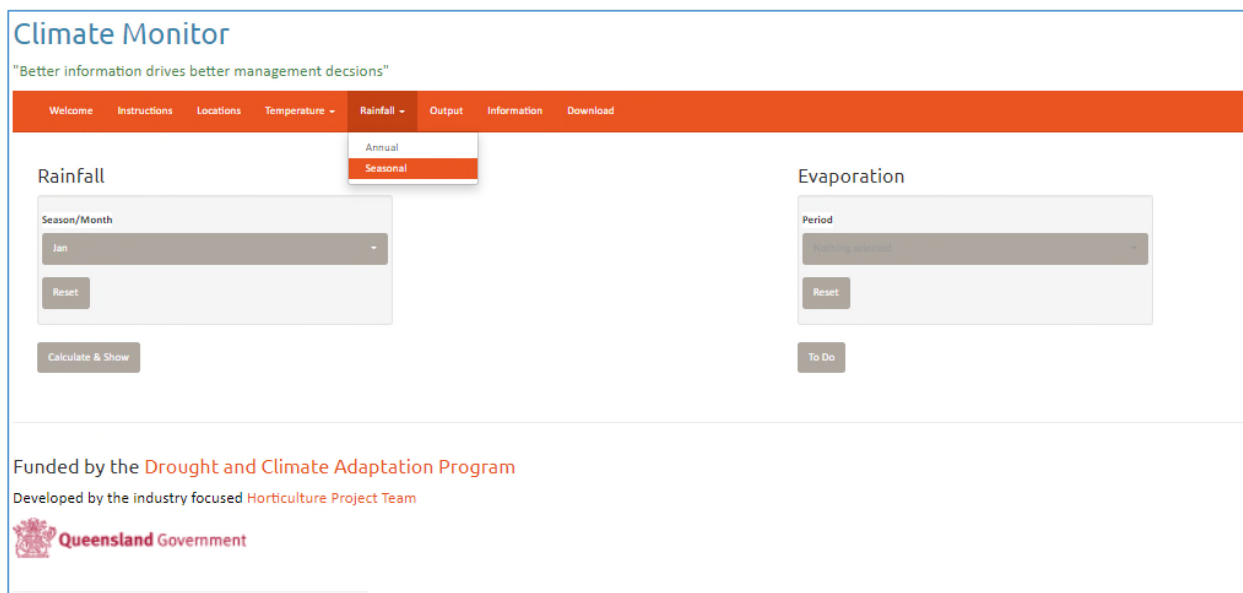 Climate Monitor
"Better information drives better management decsions"
Welcome Instructions Locations Temperature Rainfall Output Information Download
Annual
Seasonal
Rainfall
Season/Month
Jan
Reset
Calculate & Show
Evaporation
Period
Nothing selected
Reset
To Do
Funded by the Drought and Climate Adaptation Program
Developed by the industry focused Horticulture Project Team
Queensland Government